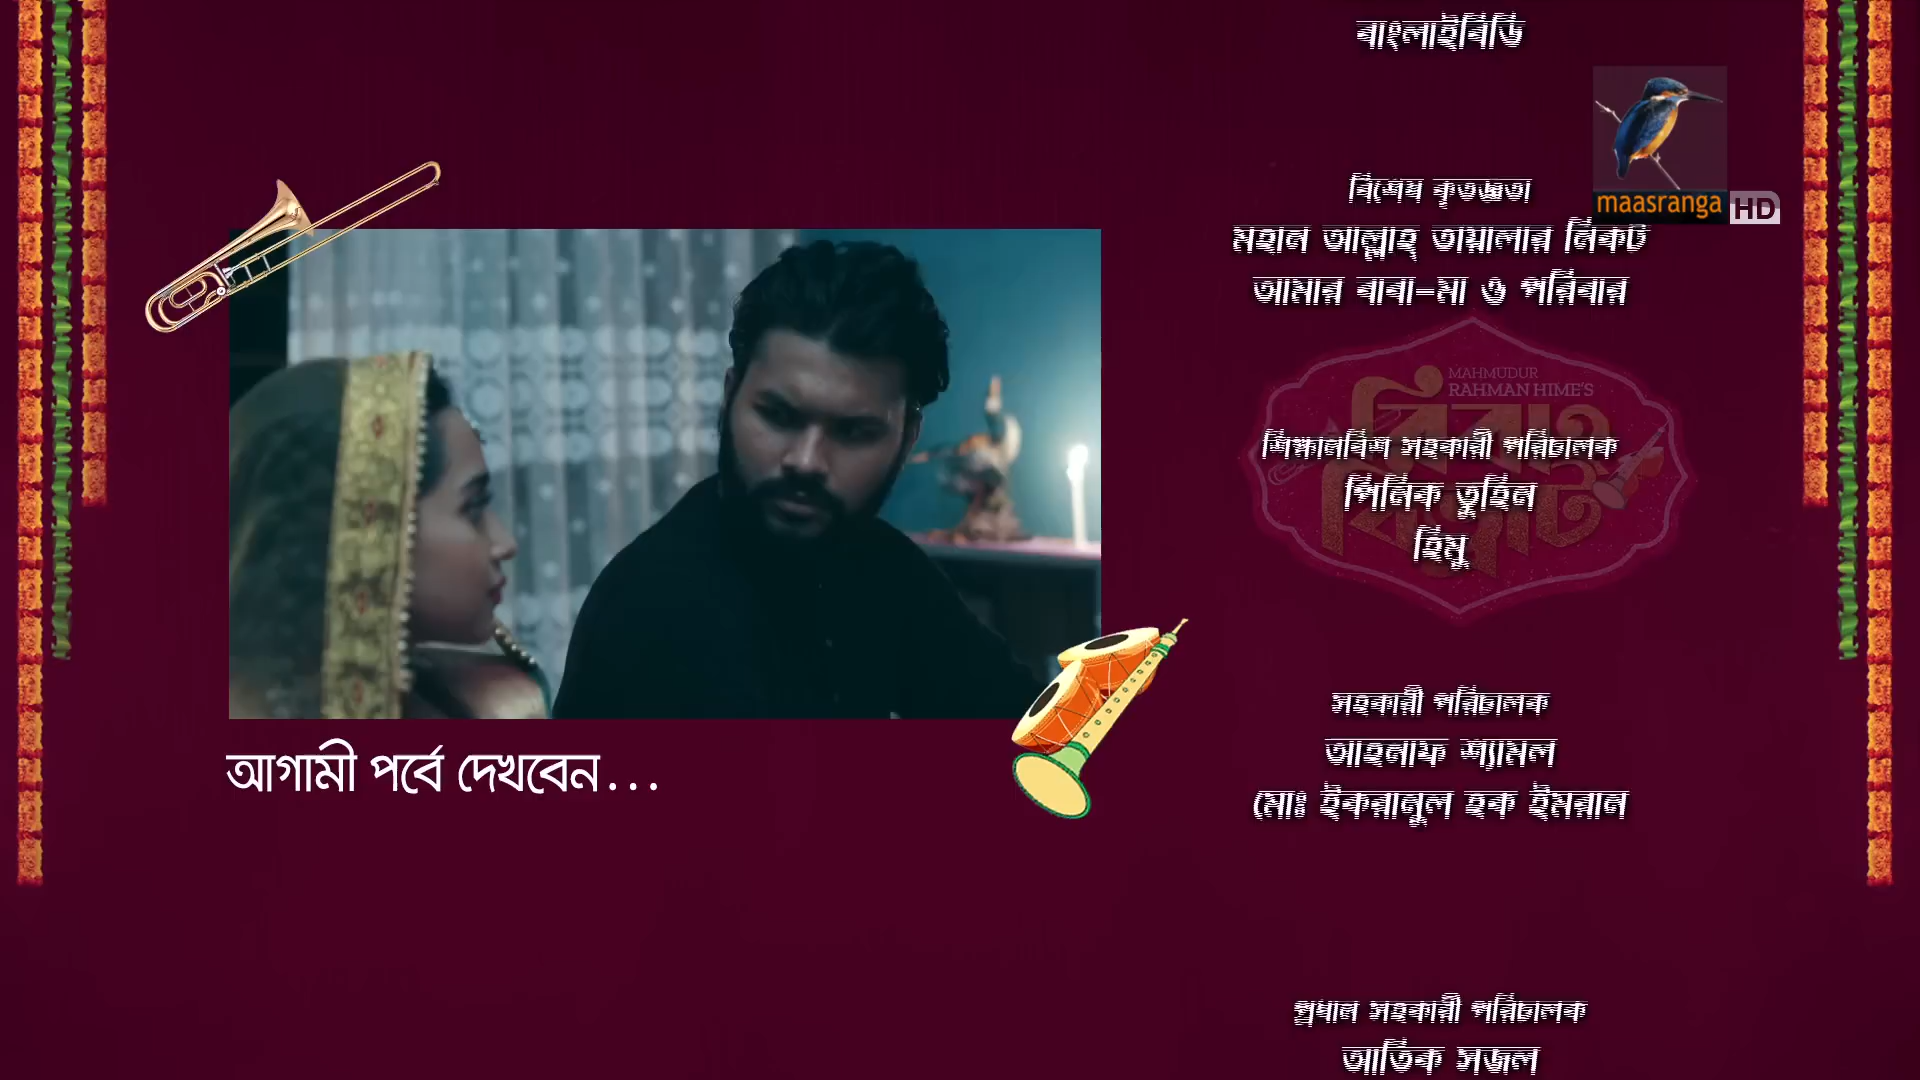 বাংলাইবিডি
maasranga HD
বিশেষ কৃতজ্ঞতা
মহান আল্লাহ্ তায়ালার নিকট
আমার বাবা-মা ও পরিবার
MAHMUDUR
RAHMAN HIME'S
বিবাহ
বিভ্রাট
শিক্ষানবিশ সহকারী পরিচালক
পিনিক তুহিন
হিমু
সহকারী পরিচালক
আহনাফ শ্যামল
মোঃ ইকরানুল হক ইমরান
আগামী পর্বে দেখবেন...
প্রধান সহকারী পরিচালক
আতিক সজল